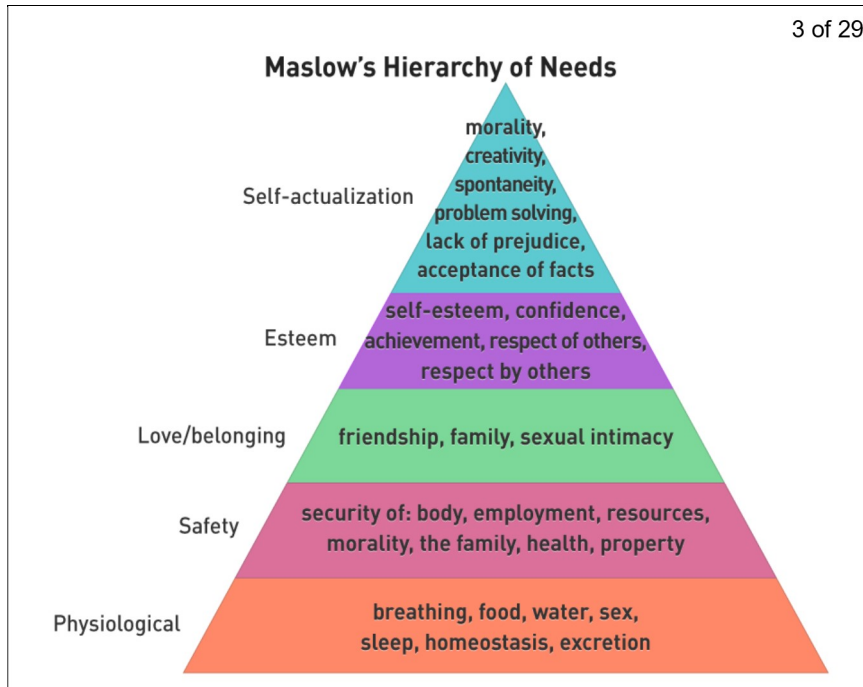 3 of 29
Maslow's Hierarchy of Needs
morality,
creativity,
spontaneity,
problem solving,
lack of prejudice,
acceptance of facts
Self-actualization
self-esteem, confidence,
achievement, respect of others,
respect by others
Esteem
friendship, family, sexual intimacy
Love/belonging
security of: body, employment, resources,
morality, the family, health, property
Safety
breathing, food, water, sex,
sleep, homeostasis, excretion
Physiological